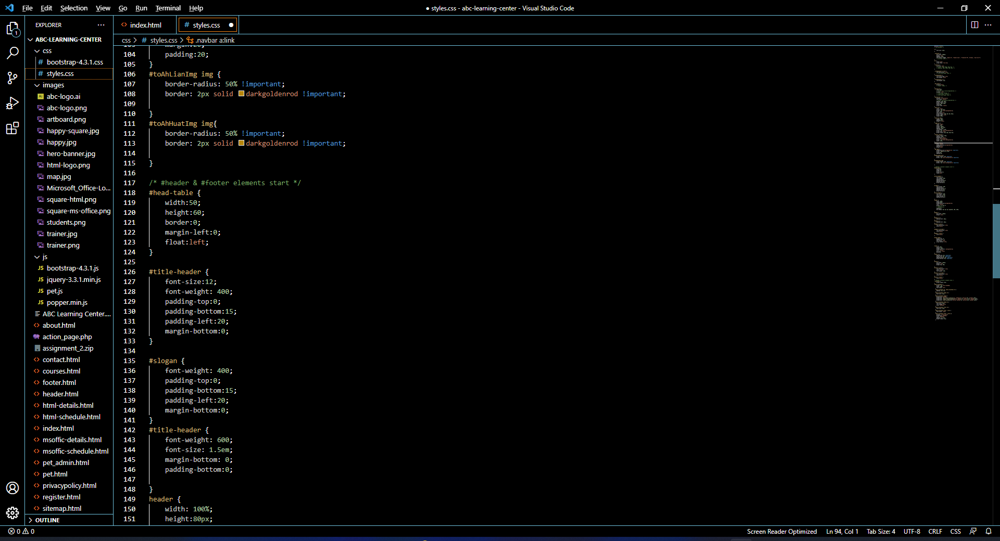 File Edit Selection View Go Run Terminal Help
● styles.css - abc-learning-center - Visual Studio Code
EXPLORER
ABC-LEARNING-CENTER
css
# bootstrap-4.3.1.css
# styles.css
images
Ai abc-logo.ai
abc-logo.png
artboard.png
happy-square.jpg
happy.jpg
hero-banner.jpg
html-logo.png
map.jpg
Microsoft_Office-Lo...
square-html.png
square-ms-office.png
students.png
trainer.jpg
trainer.png
js
JS bootstrap-4.3.1.js
JS jquery-3.3.1.min.js
JS pet.js
JS popper.min.js
ABC Learning Center....
<> about.html
action_page.php
assignment_2.zip
<> contact.html
<> courses.html
<> footer.html
<> header.html
<> html-details.html
<> html-schedule.html
<> index.html
<> msoffic-details.html
<> msoffic-schedule.html
<> pet_admin.html
<> pet.html
<> privacypolicy.html
<> register.html
<> sitemap.html
OUTLINE
1
<> index.html
# styles.css ●
css > # styles.css > .navbar a:link
103 margin:20;
104 padding:20;
105 }
106 #toAhLianImg img {
107 border-radius: 50% !important;
108 border: 2px solid darkgoldenrod !important;
109
110 }
111 #toAhHuatImg img{
112 border-radius: 50% !important;
113 border: 2px solid darkgoldenrod !important;
114
115 }
116
117 /* #header & #footer elements start */
118 #head-table {
119 width:50;
120 height:60;
121 border:0;
122 margin-left:0;
123 float:left;
124 }
125
126 #title-header {
127 font-size:12;
128 font-weight: 400;
129 padding-top:0;
130 padding-bottom:15;
131 padding-left:20;
132 margin-bottom:0;
133 }
134
135 #slogan {
136 font-weight: 400;
137 padding-top:0;
138 padding-bottom:15;
139 padding-left:20;
140 margin-bottom:0;
141 }
142 #title-header {
143 font-weight: 600;
144 font-size: 1.5em;
145 margin-bottom: 0;
146 padding-bottom:0;
147
148 }
149 header {
150 width: 100%;
151 height:80px;
0 0
Screen Reader Optimized Ln 94, Col 1 Tab Size: 4 UTF-8 CRLF CSS